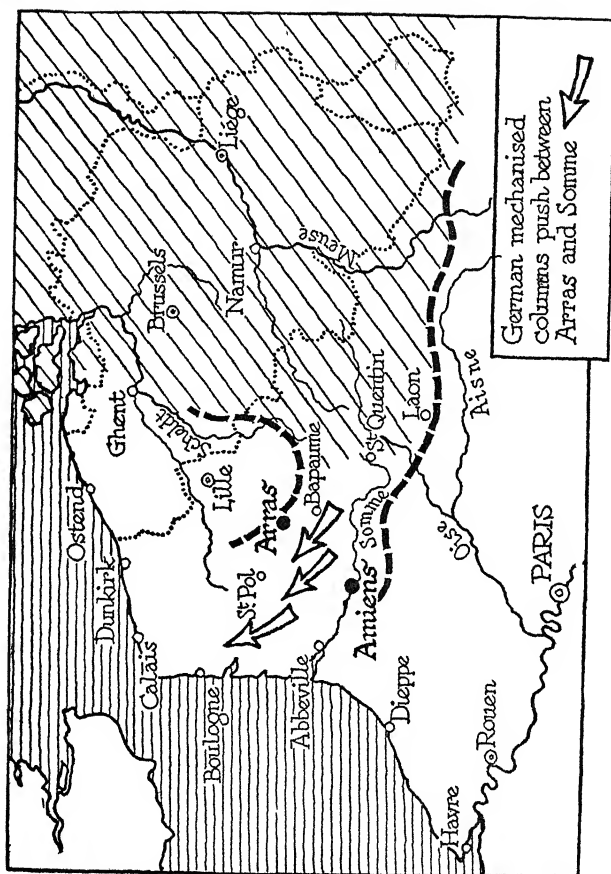 Ostend
Dunkirk
Ghent
Calais
Brussels
Scheldt
Lille
Boulogne
Liége
Namur
St Pol
Arras
Abbeville
Bapaume
Meuse
Amiens
Somme
St Quentin
Dieppe
Laon
Havre
Oise
Aisne
Rouen
PARIS
German mechanised
columns push between
Arras and Somme